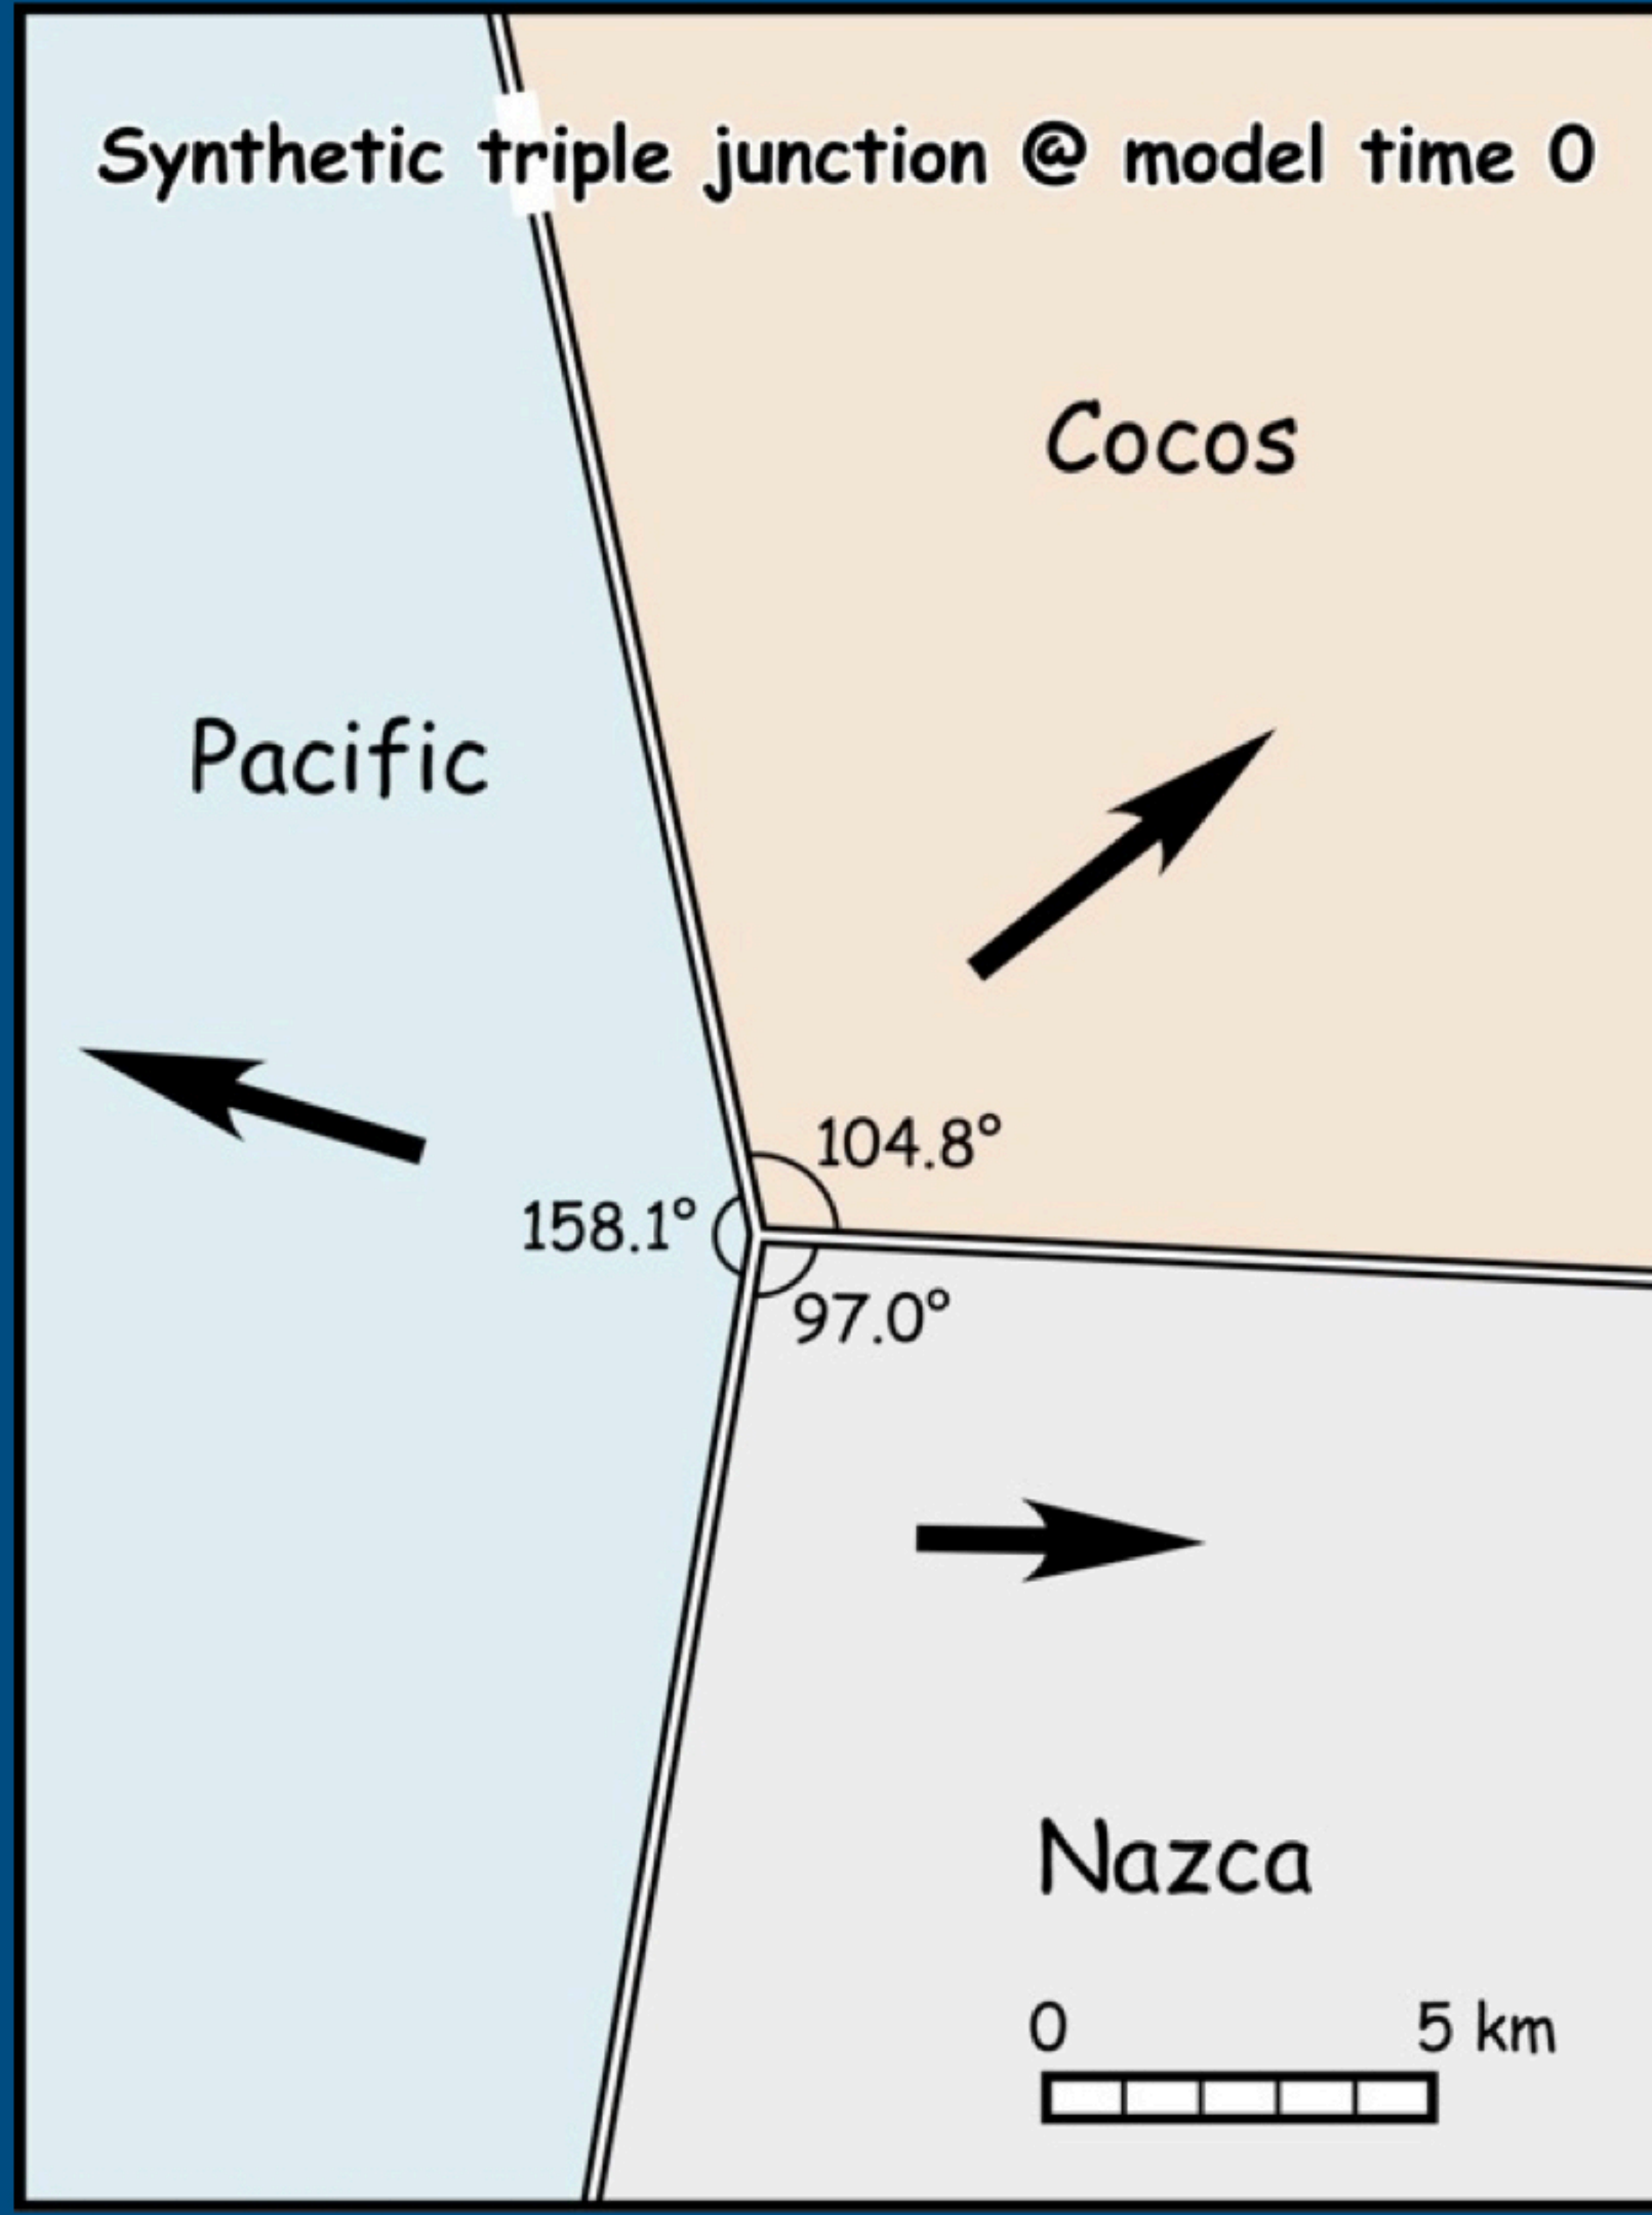 Synthetic triple junction @ model time 0
Cocos
Pacific
104.8°
158.1°
97.0°
Nazca
0 5 km